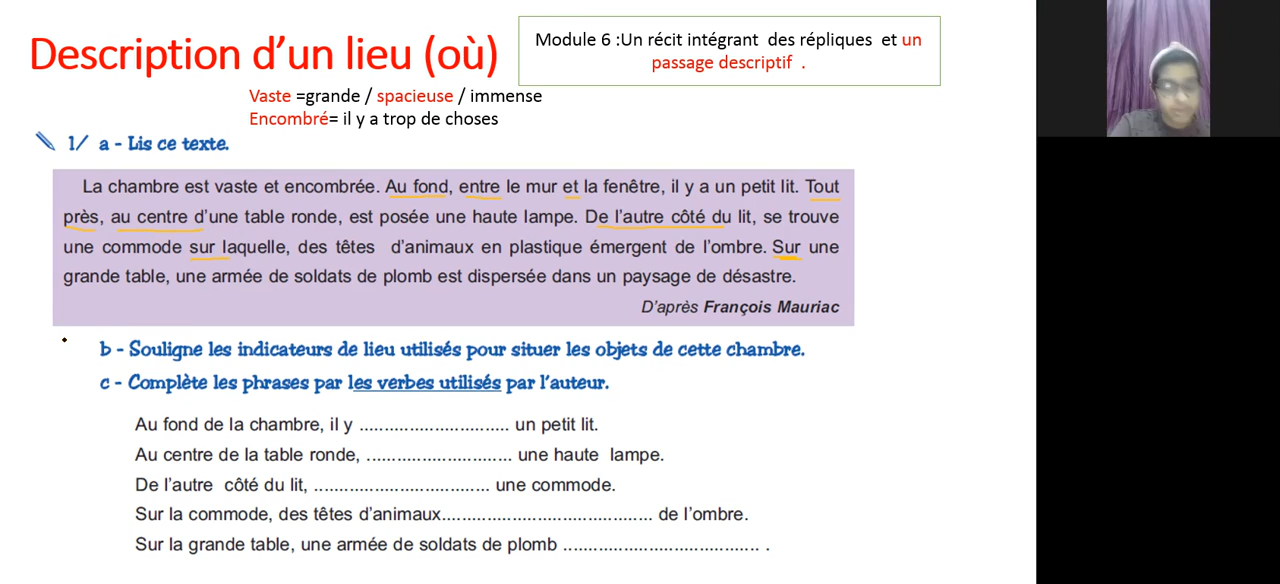 Description d'un lieu (où)
Module 6 :Un récit intégrant des répliques et un
passage descriptif .
Vaste =grande / spacieuse / immense
Encombré= il y a trop de choses
1/ a - Lis ce texte.
La chambre est vaste et encombrée. Au fond, entre le mur et la fenêtre, il y a un petit lit. Tout
près, au centre d'une table ronde, est posée une haute lampe. De l'autre côté du lit, se trouve
une commode sur laquelle, des têtes d'animaux en plastique émergent de l'ombre. Sur une
grande table, une armée de soldats de plomb est dispersée dans un paysage de désastre.
D'après François Mauriac
b - Souligne les indicateurs de lieu utilisés pour situer les objets de cette chambre.
c - Complète les phrases par les verbes utilisés par l'auteur.
Au fond de la chambre, il y .............................. un petit lit.
Au centre de la table ronde, ............................. une haute lampe.
De l'autre côté du lit, ................................... une commode.
Sur la commode, des têtes d'animaux.......................................... de l'ombre.
Sur la grande table, une armée de soldats de plomb ....................................... .